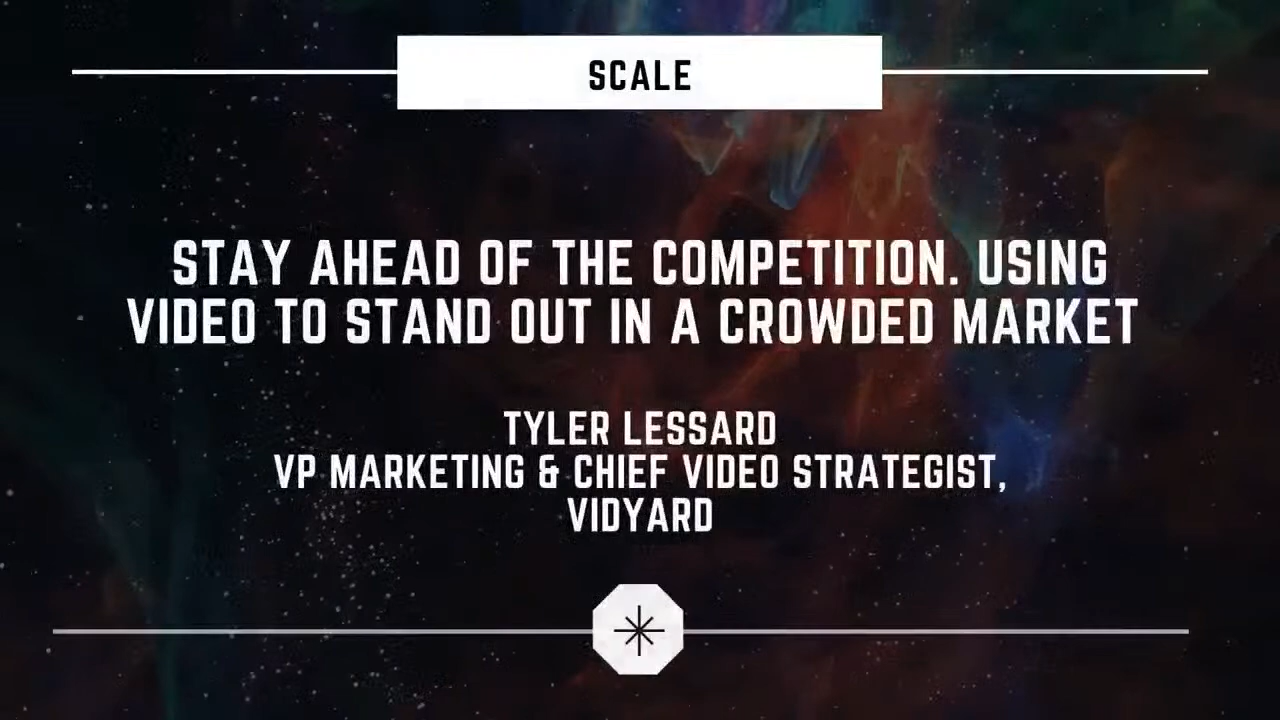 SCALE
STAY AHEAD OF THE COMPETITION. USING
VIDEO TO STAND OUT IN A CROWDED MARKET
TYLER LESSARD
VP MARKETING & CHIEF VIDEO STRATEGIST,
VIDYARD